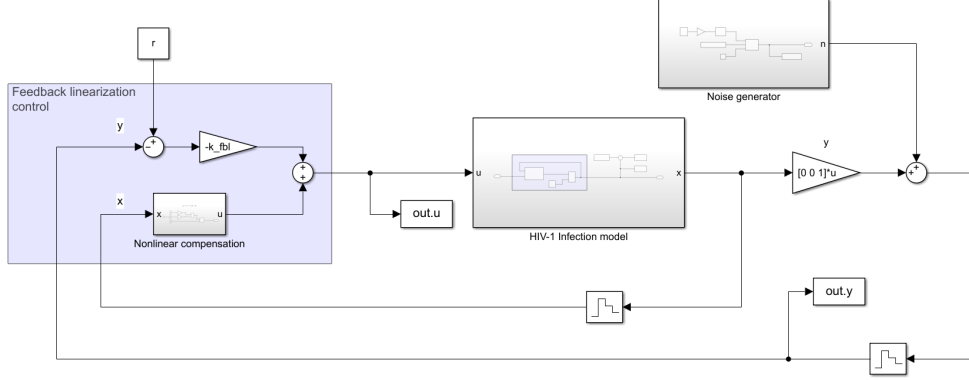 r
n
Noise generator
Feedback linearization
control
y
-k_fbl
y
u
x
[0 0 1]*u
x
x
u
out.u
Nonlinear compensation
HIV-1 Infection model
out.y